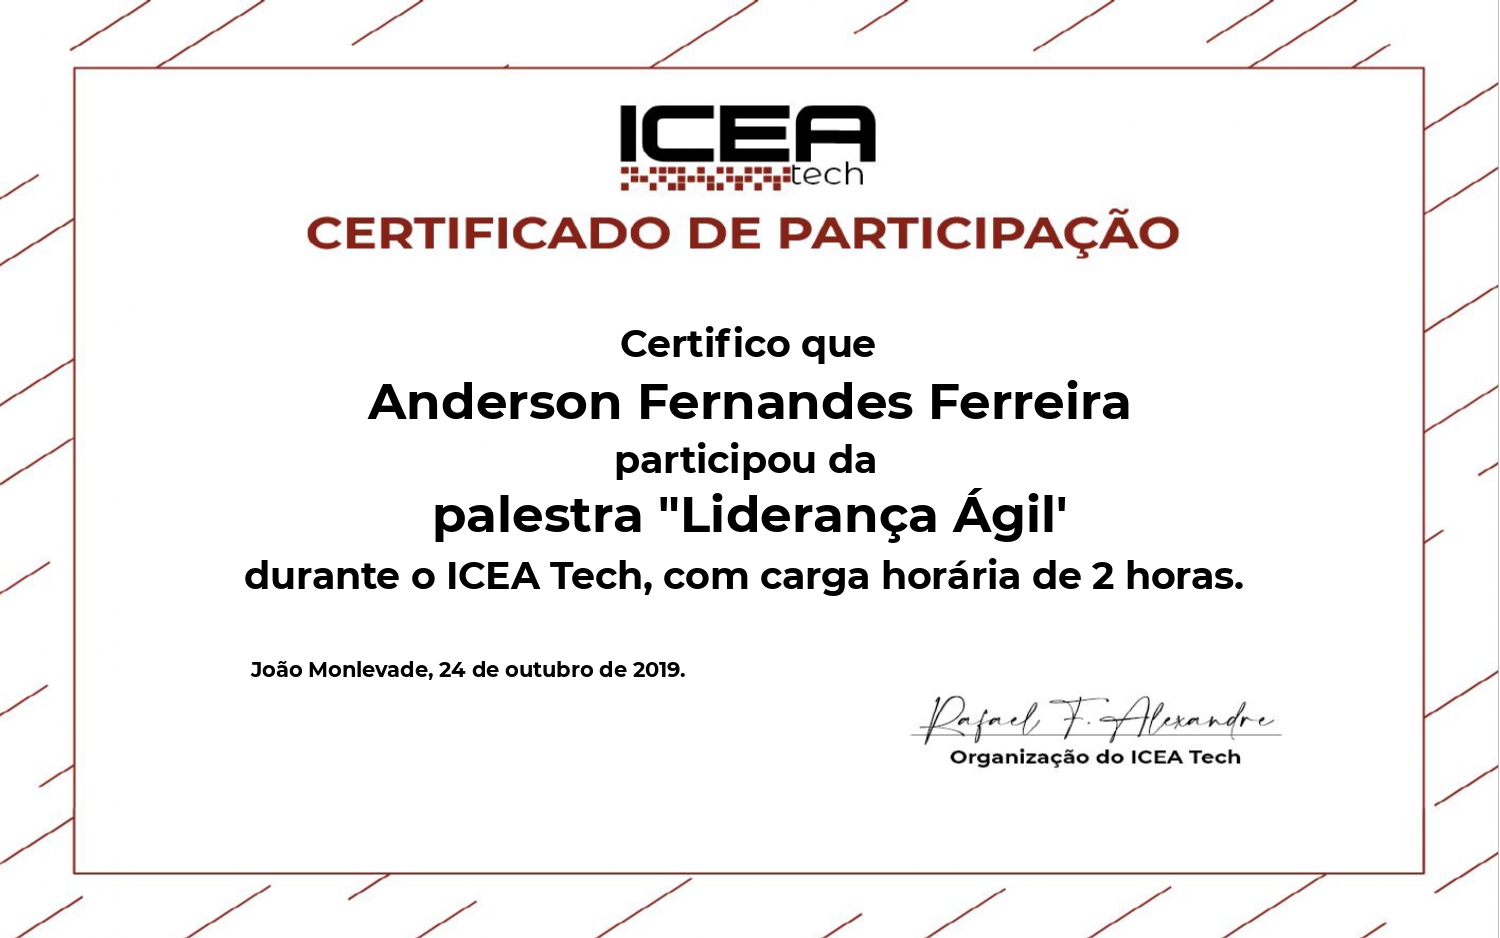 ICEA
tech
CERTIFICADO DE PARTICIPAÇÃO
Certifico que
Anderson Fernandes Ferreira
participou da
palestra "Liderança Ágil'
durante o ICEA Tech, com carga horária de 2 horas.
João Monlevade, 24 de outubro de 2019.
Rafael F. Alexandre
Organização do ICEA Tech